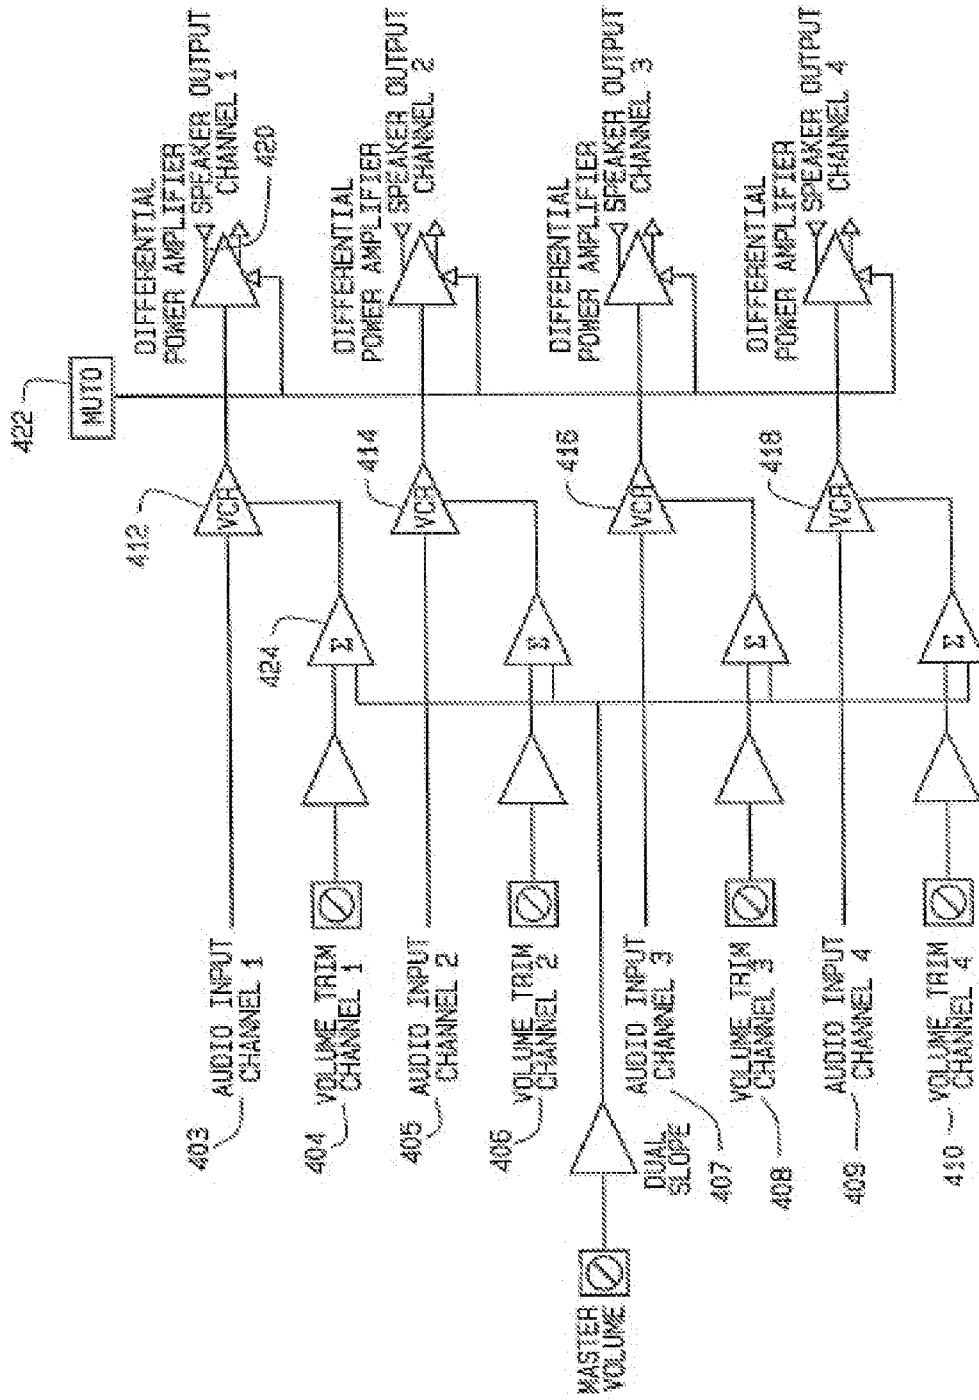 422
MUTO
DIFFERENTIAL
POWER AMPLIFIER
SPEAKER OUTPUT
CHANNEL 1
420
DIFFERENTIAL
POWER AMPLIFIER
SPEAKER OUTPUT
CHANNEL 2
DIFFERENTIAL
POWER AMPLIFIER
SPEAKER OUTPUT
CHANNEL 3
DIFFERENTIAL
POWER AMPLIFIER
SPEAKER OUTPUT
CHANNEL 4
412
VCA
414
VCA
416
VCA
418
VCA
424
Σ
Σ
Σ
Σ
403
AUDIO INPUT
CHANNEL 1
404
VOLUME TRIM
CHANNEL 1
405
AUDIO INPUT
CHANNEL 2
406
VOLUME TRIM
CHANNEL 2
DUAL
SLOPE
407
AUDIO INPUT
CHANNEL 3
408
VOLUME TRIM
CHANNEL 3
409
AUDIO INPUT
CHANNEL 4
410
VOLUME TRIM
CHANNEL 4
MASTER
VOLUME